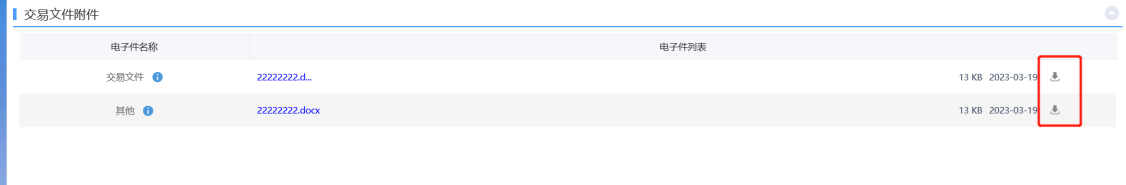 交易文件附件
电子件名称 电子件列表
交易文件 22222222.d... 13 KB 2023-03-19
其他 22222222.docx 13 KB 2023-03-19